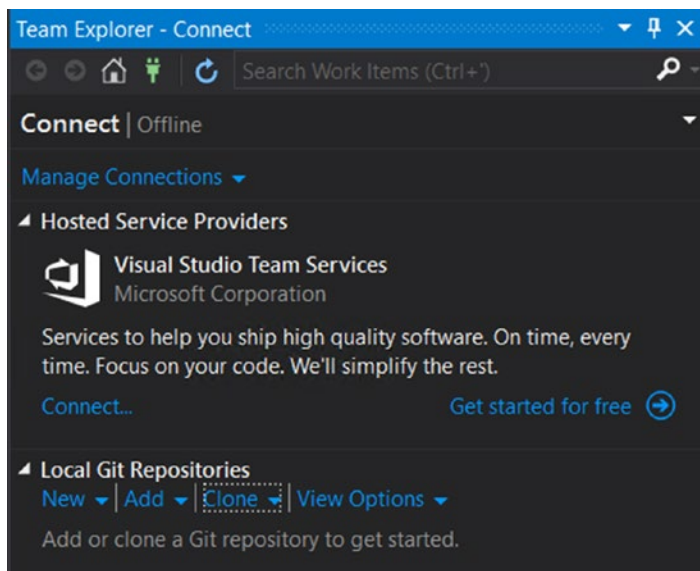 Team Explorer - Connect
Search Work Items (Ctrl+')
Connect | Offline
Manage Connections
Hosted Service Providers
Visual Studio Team Services
Microsoft Corporation
Services to help you ship high quality software. On time, every
time. Focus on your code. We'll simplify the rest.
Connect... Get started for free
Local Git Repositories
New | Add | Clone | View Options
Add or clone a Git repository to get started.